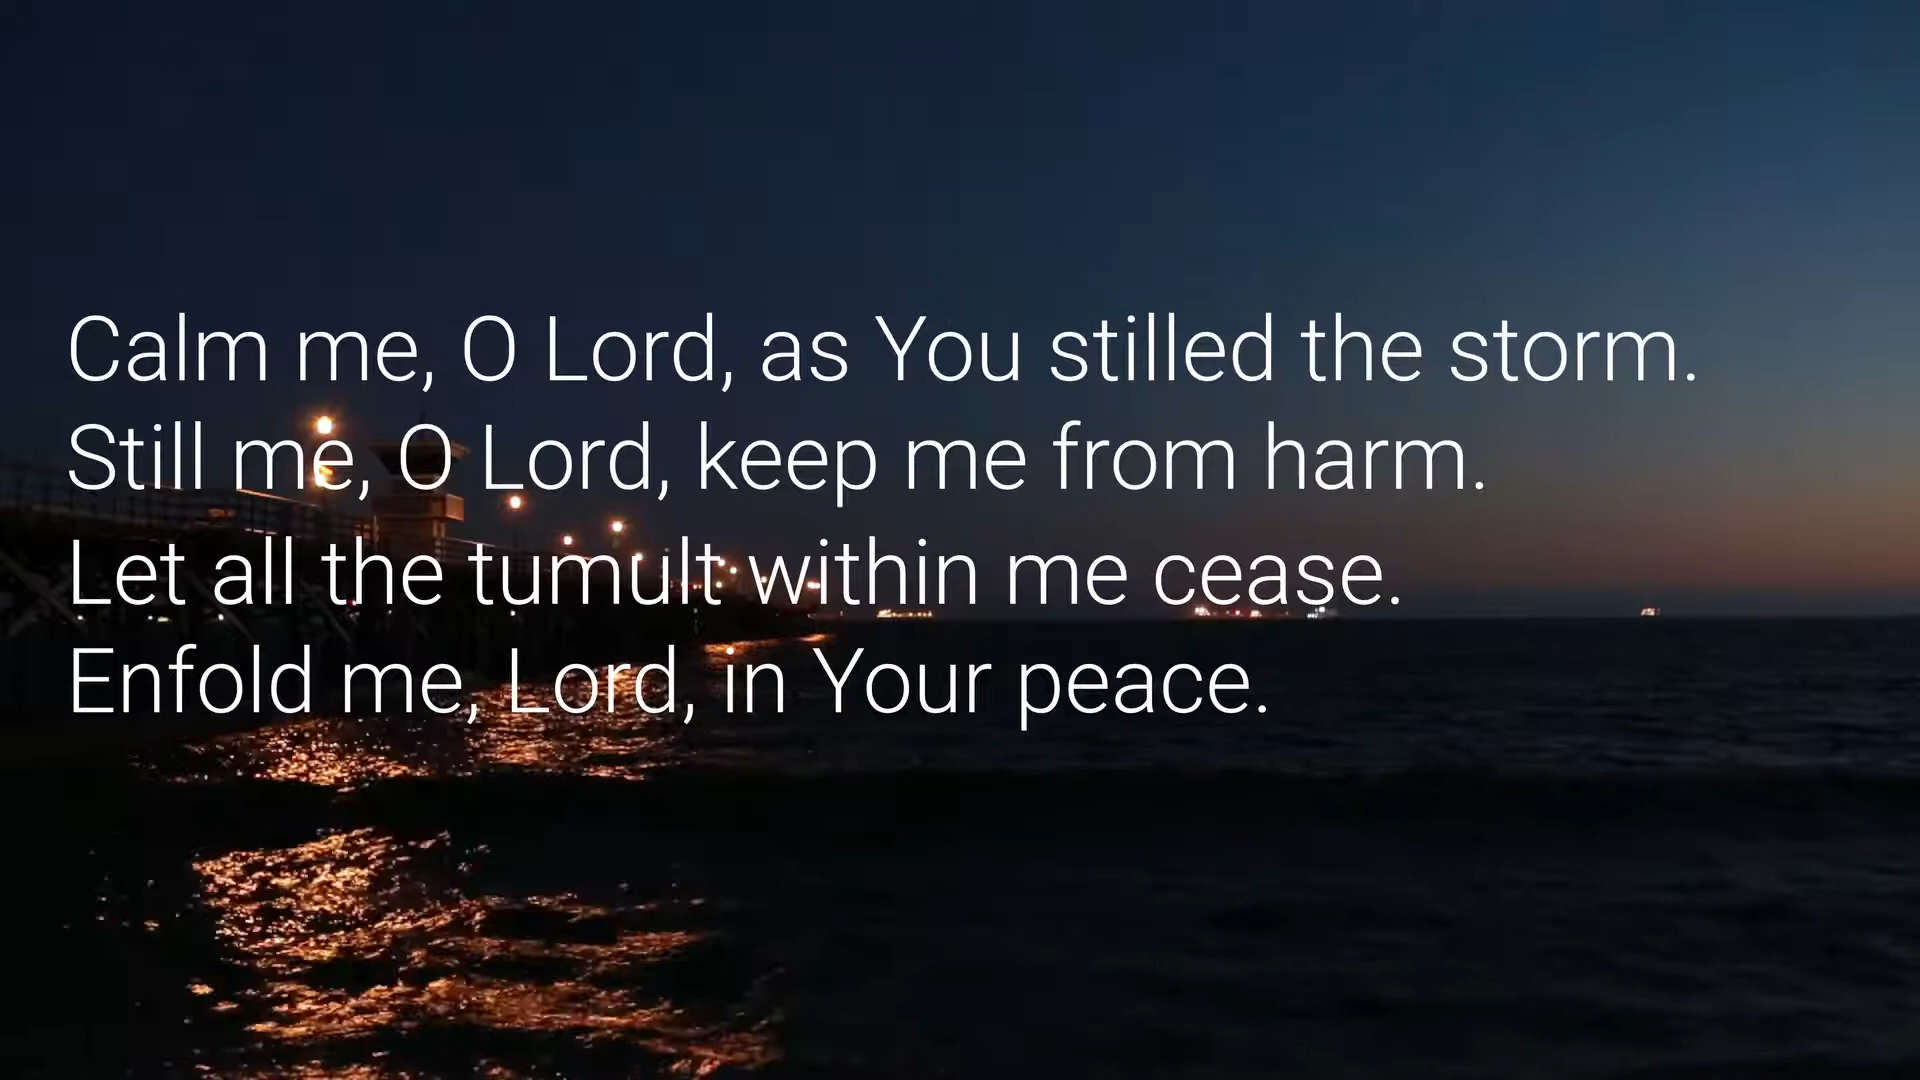 Calm me, O Lord, as You stilled the storm.
Still me, O Lord, keep me from harm.
Let all the tumult within me cease.
Enfold me, Lord, in Your peace.